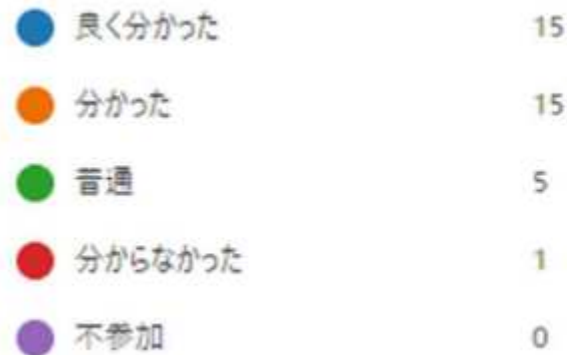 良く分かった 15
分かった 15
普通 5
分からなかった 1
不参加 0